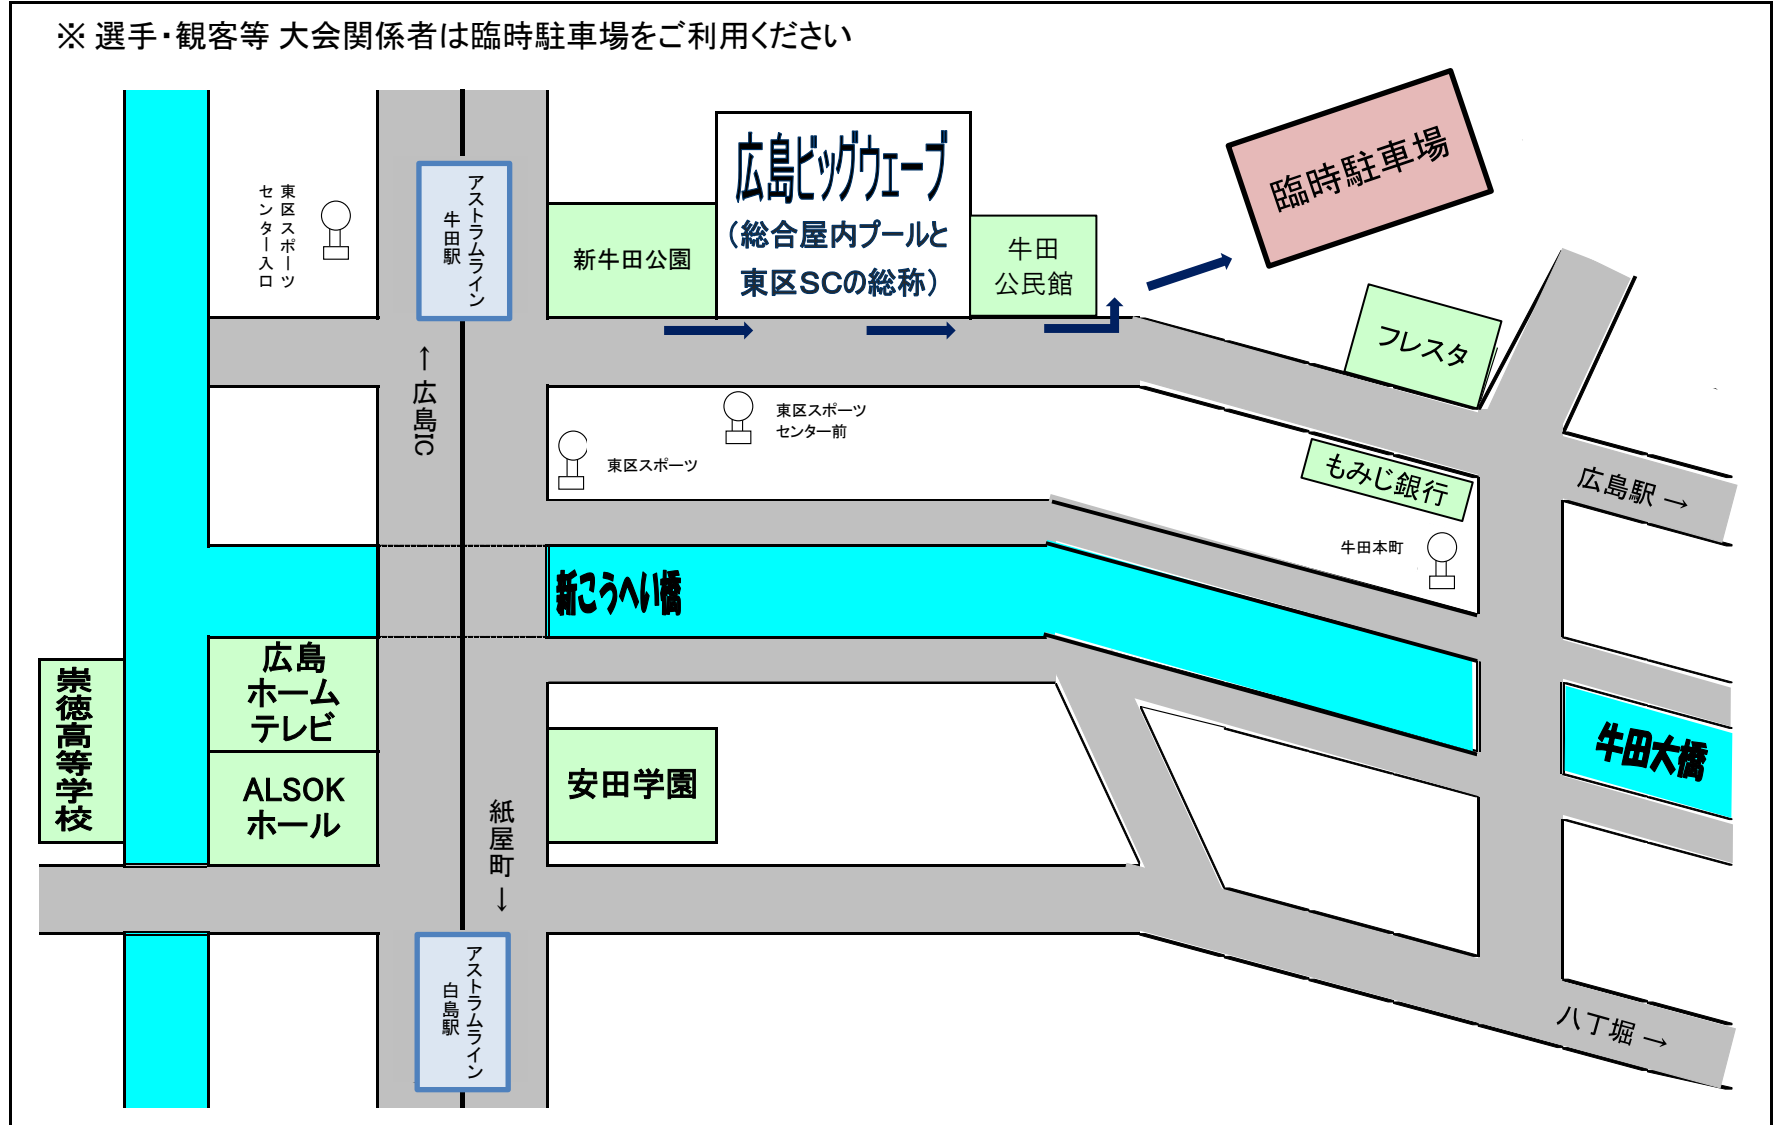 ※ 選手・観客等 大会関係者は臨時駐車場をご利用ください
広島ビッグウェーブ
（総合屋内プールと
東区SCの総称）
臨時駐車場
東区スポーツ
センター入口
アストラムライン
牛田駅
新牛田公園
牛田
公民館
フレスタ
← 広島IC
東区スポーツ
センター前
東区スポーツ
もみじ銀行
広島駅 →
牛田本町
新こうへい橋
広島
ホーム
テレビ
崇徳高等学校
ALSOK
ホール
安田学園
牛田大橋
紙屋町 →
アストラムライン
白島駅
八丁堀 →